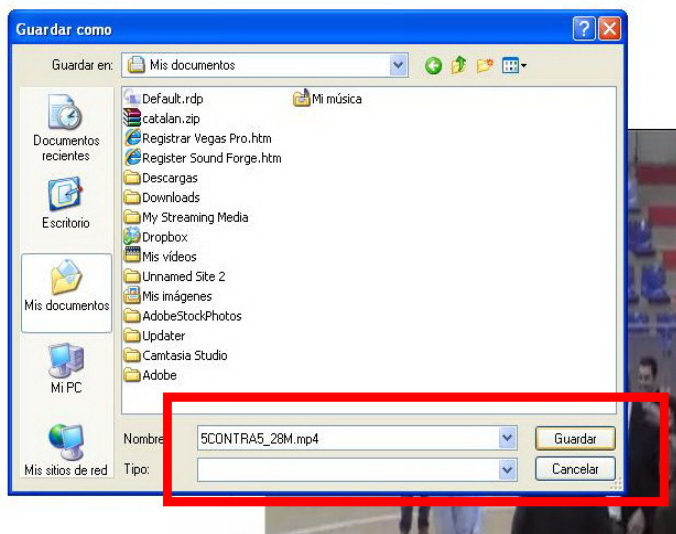 Guardar como
Guardar en:
Mis documentos
Default.rdp
Mi música
catalan.zip
Registrar Vegas Pro.htm
Register Sound Forge.htm
Descargas
Downloads
My Streaming Media
Dropbox
Mis vídeos
Unnamed Site 2
Mis imágenes
AdobeStockPhotos
Updater
Camtasia Studio
Adobe
Documentos
recientes
Escritorio
Mis documentos
Mi PC
Mis sitios de red
Nombre
5CONTRA5_28M.mp4
Guardar
Tipo:
Cancelar